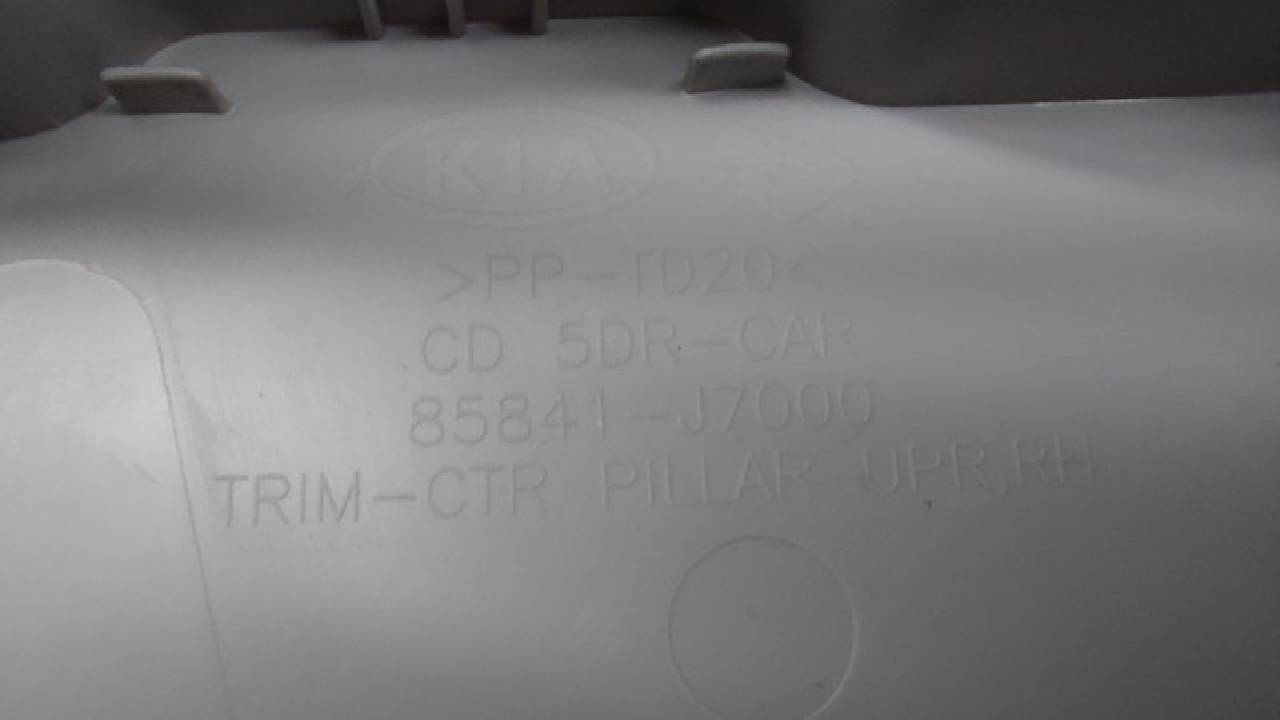 KIA
>PP-TD20<
CD 5DR-CAR
85841-J7000
TRIM-CTR PILLAR UPR,RH